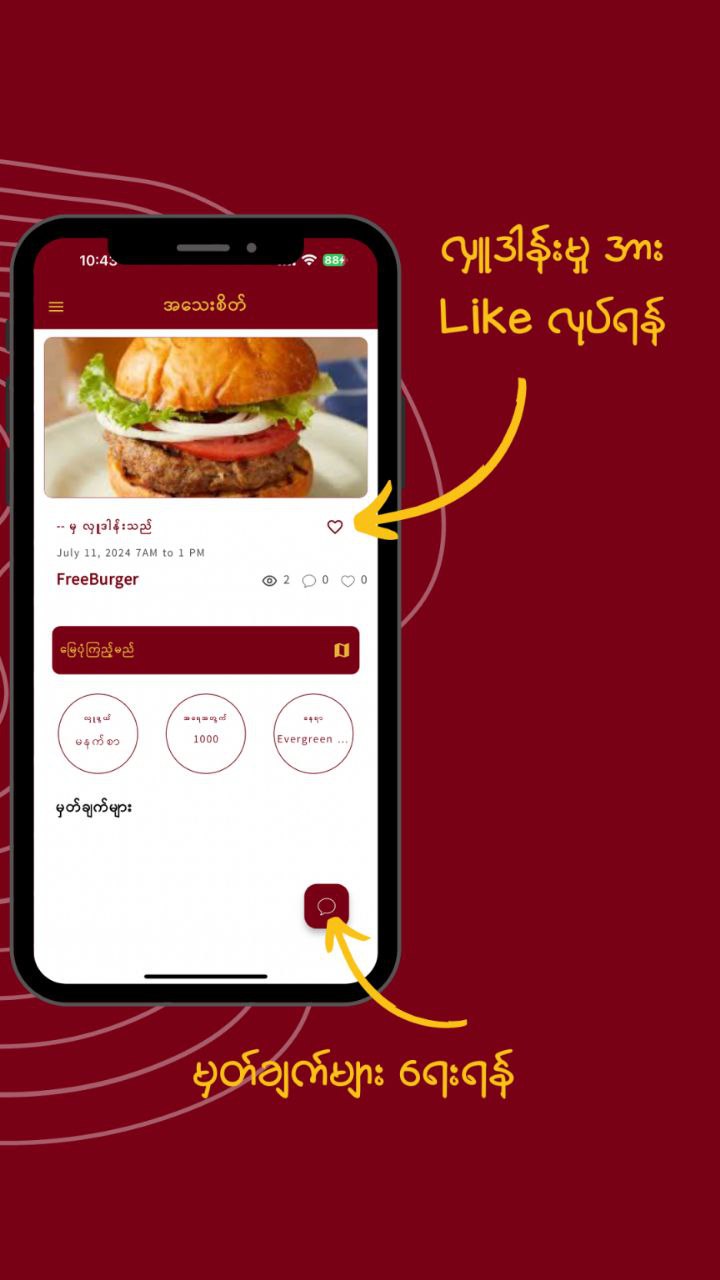 လှူဒါန်းမှု အား
Like လုပ်ရန်
10:43
88
အသေးစိတ်
-- မှ လှူဒါန်းသည်
July 11, 2024 7AM to 1 PM
FreeBurger
2 0 0
မြေပုံကြည့်မည်
လှူဖွယ် အရေအတွက် နေရာ
မနက်စာ 1000 Evergreen ...
မှတ်ချက်များ
မှတ်ချက်များ ရေးရန်